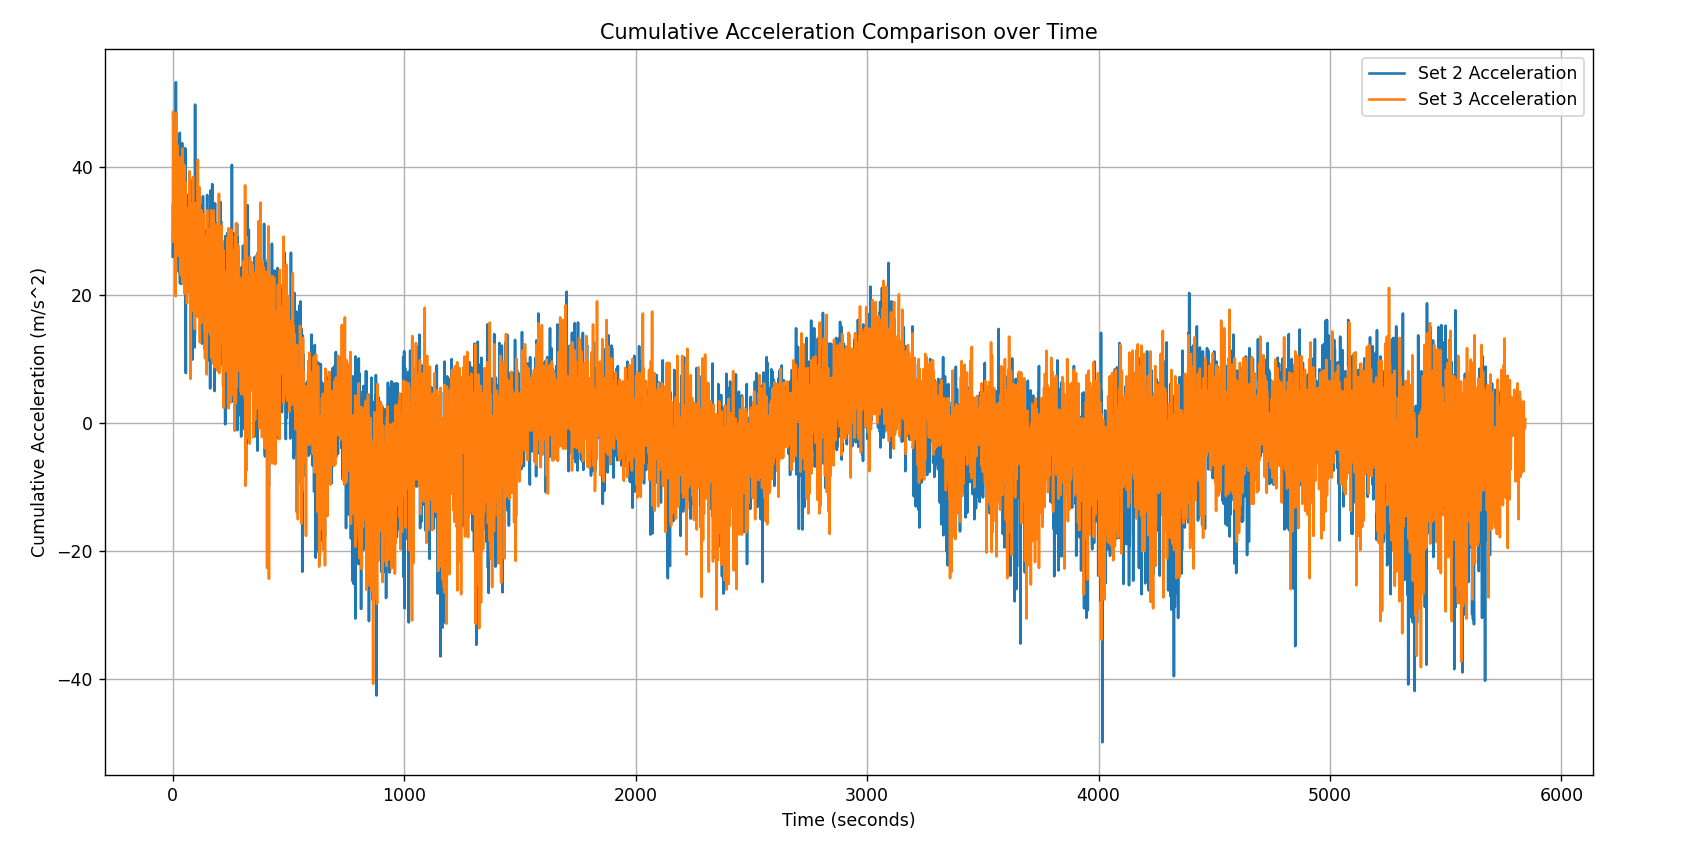 Cumulative Acceleration Comparison over Time
Set 2 Acceleration
Set 3 Acceleration
Cumulative Acceleration (m/s^2)
40
20
0
−20
−40
0
1000
2000
3000
4000
5000
6000
Time (seconds)